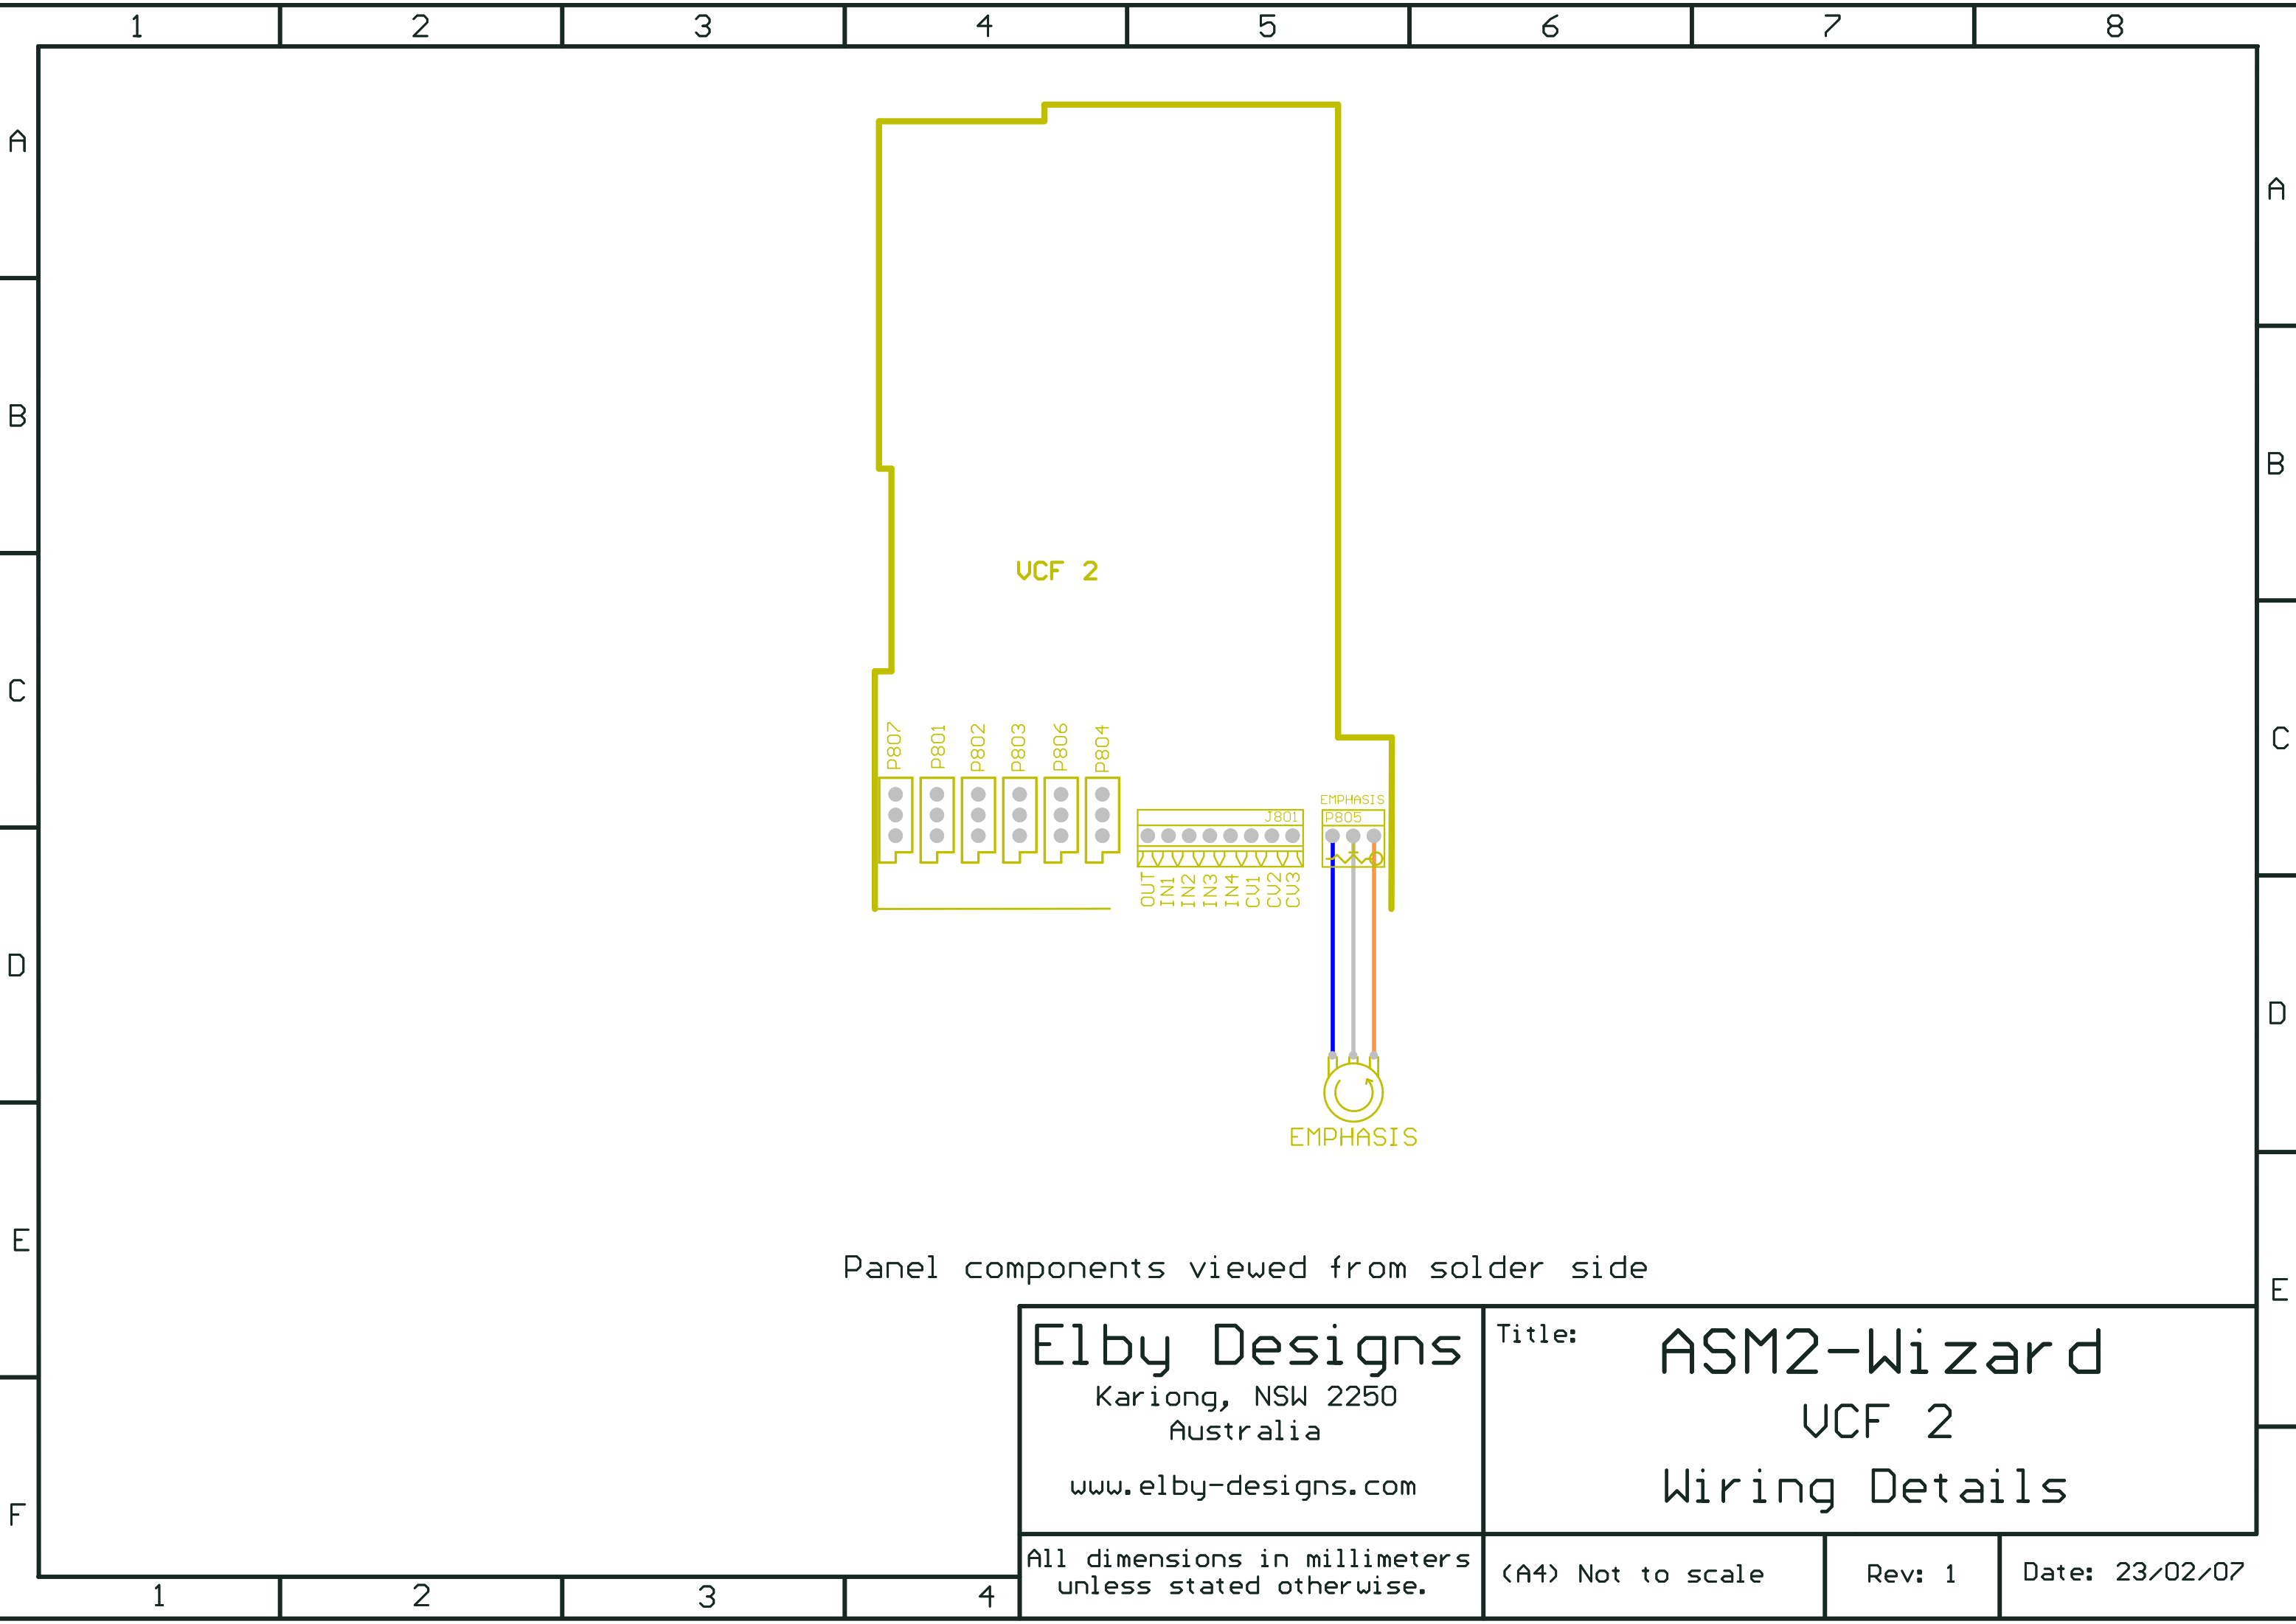 1 2 3 4 5 6 7 8
A
A
B
B
VCF 2
C
C
P807 P801 P802 P803 P806 P804
EMPHASIS
J801 P805
OUT IN1 IN2 IN3 IN4 CV1 CV2 CV3
D
D
EMPHASIS
E
E
Panel components viewed from solder side
Elby Designs
Kariong, NSW 2250
Australia
www.elby-designs.com
Title: ASM2-Wizard
VCF 2
Wiring Details
F
All dimensions in millimeters
unless stated otherwise.
(A4) Not to scale
Rev: 1
Date: 23/02/07
1 2 3 4